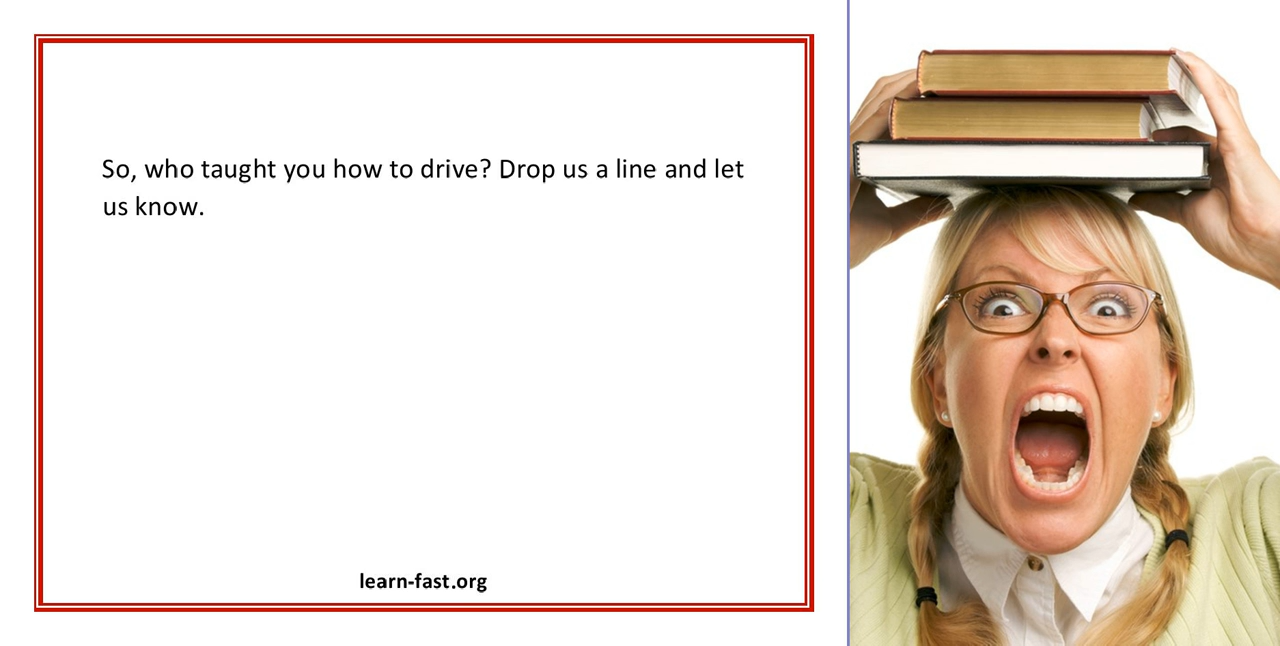 So, who taught you how to drive? Drop us a line and let
us know.
learn-fast.org